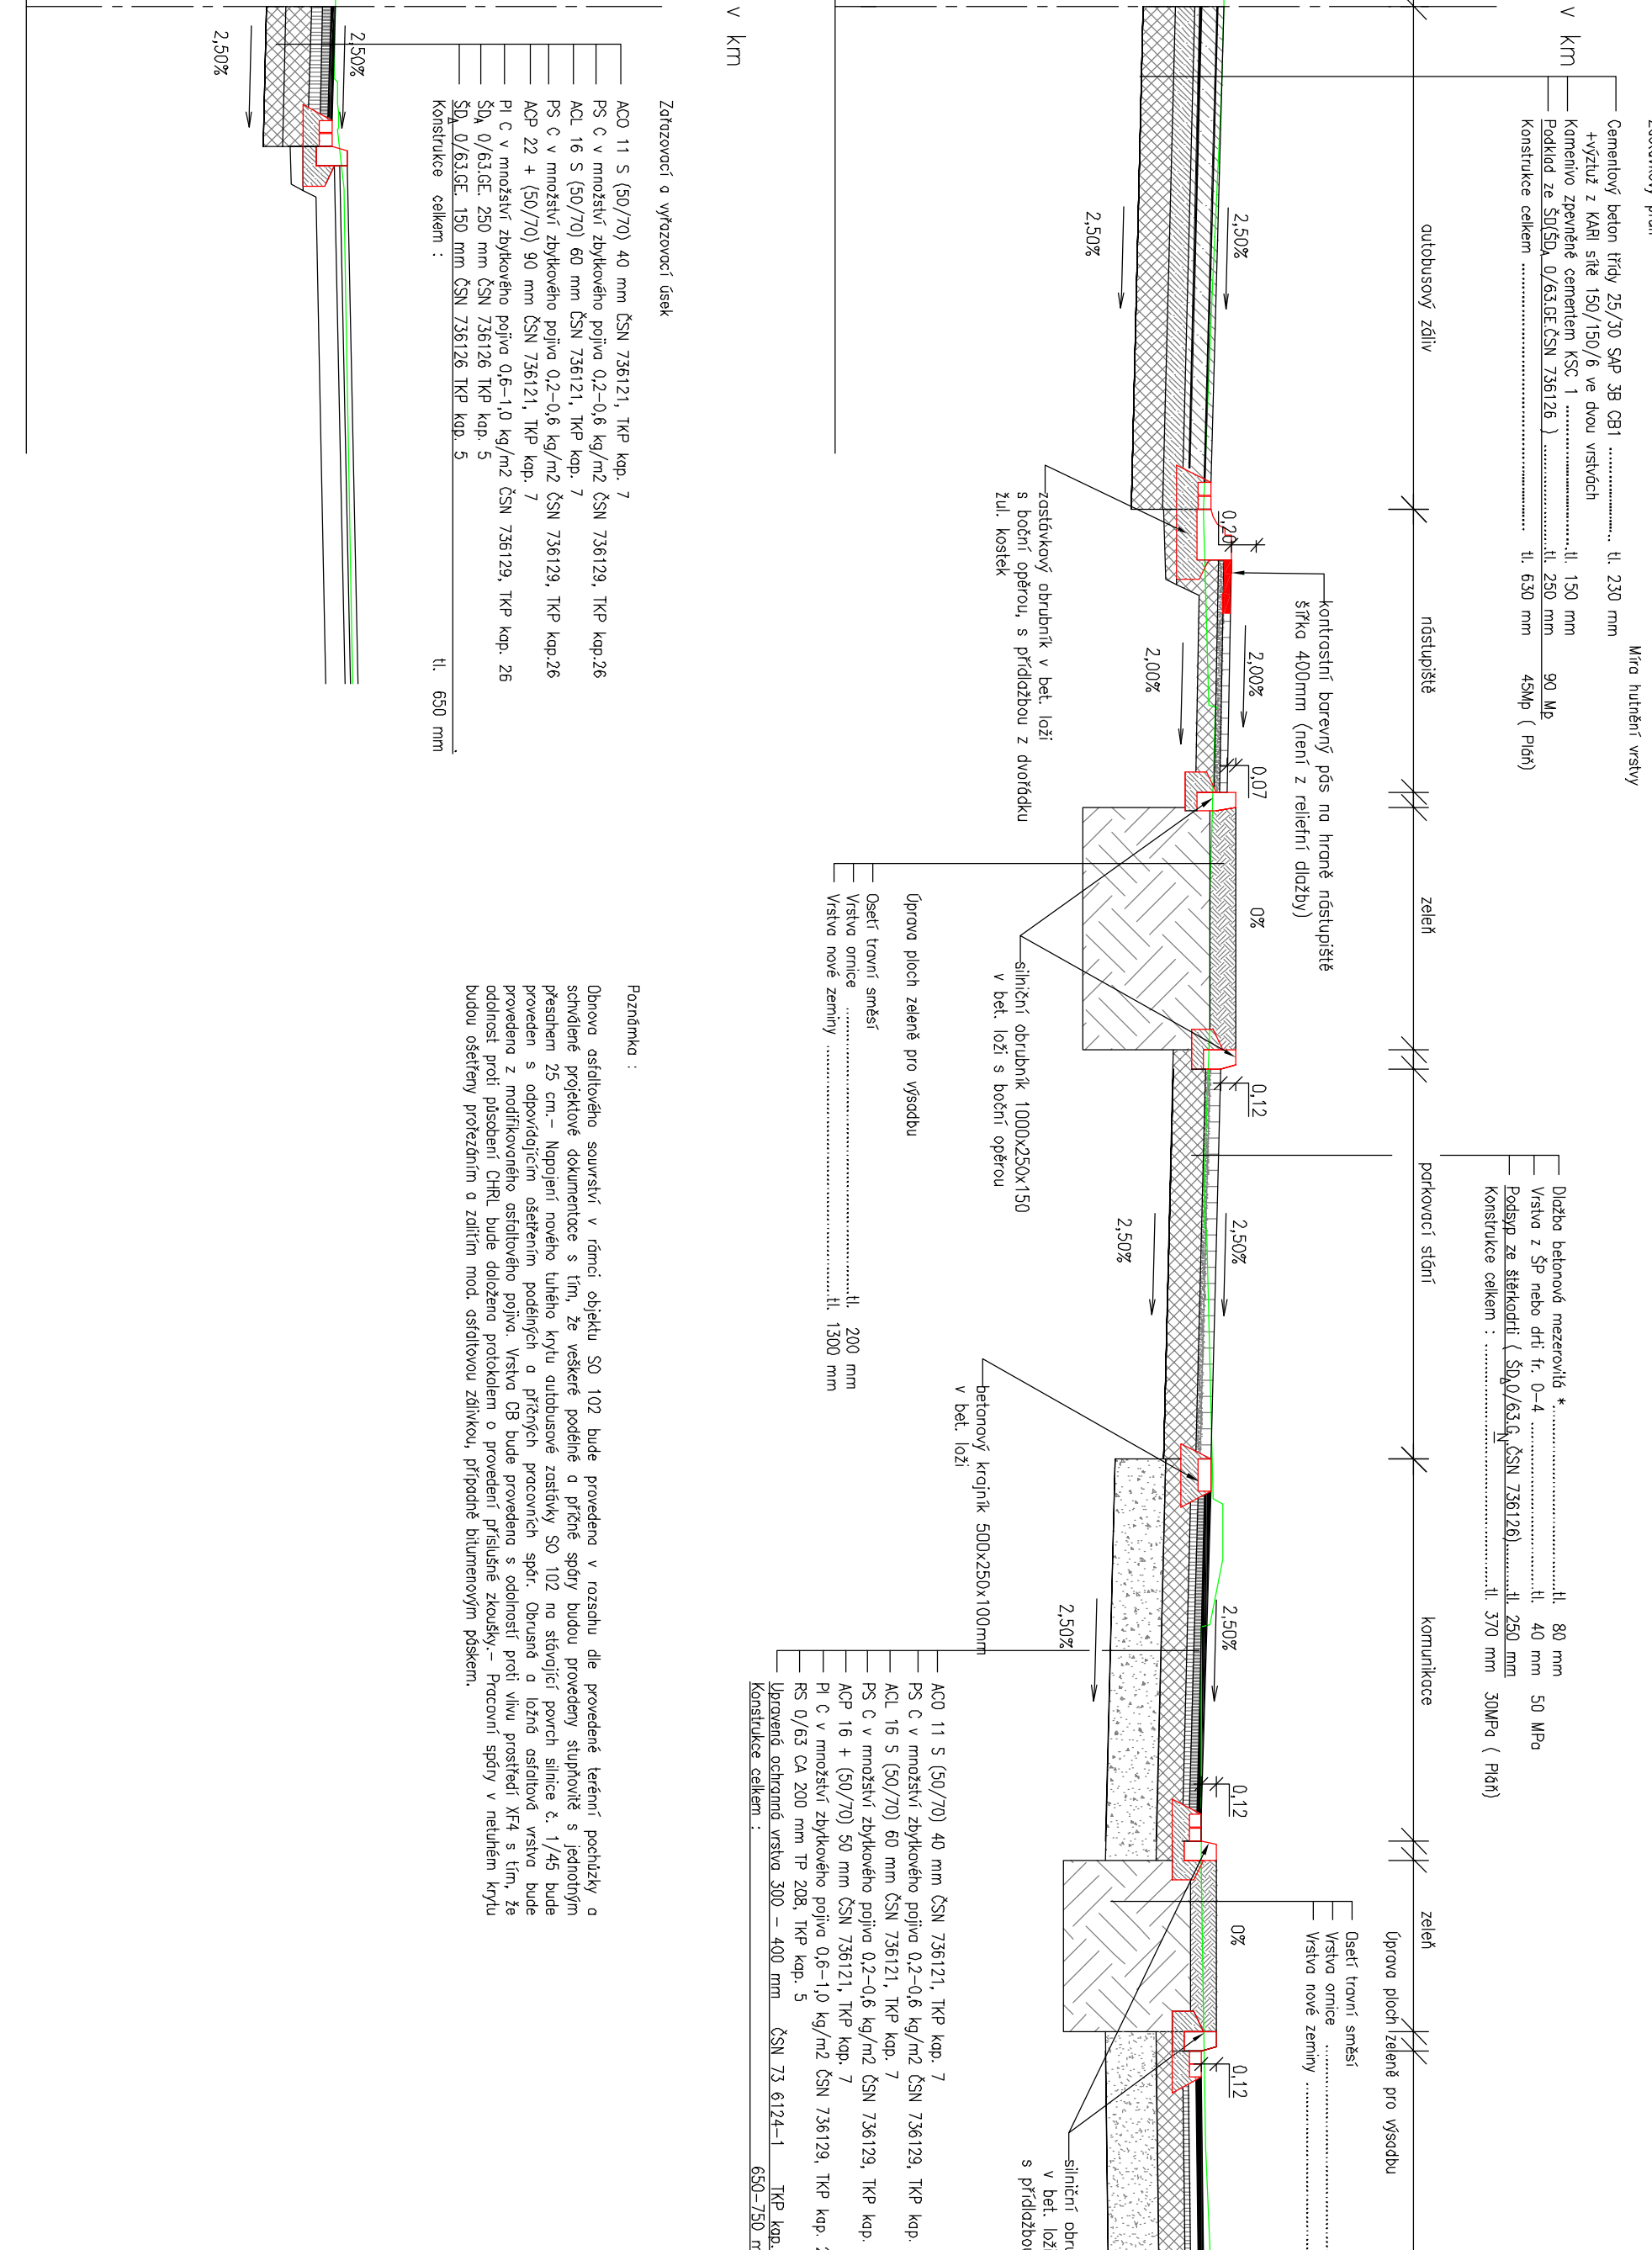 v km
Míra hutnění vrstvy
Cementový beton třídy 25/30 SAP 3B CB1 ............... tl. 230 mm
+výztuž z KARI sítě 150/150/6 ve dvou vrstvách
Kamenivo zpevněné cementem KSC 1 ...............tl. 150 mm
Podklad ze ŠD(ŠDA 0/63.GE.ČSN 736126 ) ...............tl. 250 mm 90 Mp
Konstrukce celkem ............... tl. 630 mm 45Mp ( Pláň)
Dlažba betonová mezerovitá *...............tl. 80 mm
Vrstva z ŠP nebo drti fr. 0-4 ...............tl. 40 mm 50 MPa
Podsyp ze štěrkodrti ( ŠDA0/63.GN.ČSN 736126)...............tl. 250 mm
Konstrukce celkem : ...............tl. 370 mm 30MPa ( Pláň)
autobusový záliv
nástupiště
zeleň
parkovací stání
komunikace
zeleň
Úprava ploch zeleně pro výsadbu
Osetí travní směsí
Vrstva ornice ...............
Vrstva nové zeminy ...............
kontrastní barevný pás na hraně nástupiště
šířka 400mm (není z reliefní dlažby)
2,50%
0,20
2,00%
0,07
0%
0,12
2,50%
2,50%
0,12
0%
0,12
2,50%
2,00%
2,50%
2,50%
zastávkový obrubník v bet. loži
s boční opěrou, s přídlažbou z dvořádku
žul. kostek
silniční obrubník 1000x250x150
v bet. loži s boční opěrou
betonový krajník 500x250x100mm
v bet. loži
silniční obru
v bet. loži
s přídlažbou
Úprava ploch zeleně pro výsadbu
Osetí travní směsí
Vrstva ornice ...............tl. 200 mm
Vrstva nové zeminy ...............tl. 1300 mm
ACO 11 S (50/70) 40 mm ČSN 736121, TKP kap. 7
PS C v množství zbytkového pojiva 0,2-0,6 kg/m2 ČSN 736129, TKP kap.
ACL 16 S (50/70) 60 mm ČSN 736121, TKP kap. 7
PS C v množství zbytkového pojiva 0,2-0,6 kg/m2 ČSN 736129, TKP kap.
ACP 16 + (50/70) 50 mm ČSN 736121, TKP kap. 7
PI C v množství zbytkového pojiva 0,6-1,0 kg/m2 ČSN 736129, TKP kap.
RS 0/63 CA 200 mm TP 208, TKP kap. 5
Upravená ochranná vrstva 300 - 400 mm ČSN 73 6124-1 TKP kap.
Konstrukce celkem : 650-750 m
v km
Zařazovací a vyřazovací úsek
ACO 11 S (50/70) 40 mm ČSN 736121, TKP kap. 7
PS C v množství zbytkového pojiva 0,2-0,6 kg/m2 ČSN 736129, TKP kap.26
ACL 16 S (50/70) 60 mm ČSN 736121, TKP kap. 7
PS C v množství zbytkového pojiva 0,2-0,6 kg/m2 ČSN 736129, TKP kap.26
ACP 22 + (50/70) 90 mm ČSN 736121, TKP kap. 7
PI C v množství zbytkového pojiva 0,6-1,0 kg/m2 ČSN 736129, TKP kap. 26
ŠDA 0/63.GE. 250 mm ČSN 736126 TKP kap. 5
ŠDA 0/63.GE. 150 mm ČSN 736126 TKP kap. 5
Konstrukce celkem : tl. 650 mm
2,50%
2,50%
Poznámka :
Obnova asfaltového souvrství v rámci objektu SO 102 bude provedena v rozsahu dle provedené terénní pochůzky a
schválené projektové dokumentace s tím, že veškeré podélné a příčné spáry budou provedeny stupňovitě s jednotným
přesahem 25 cm.- Napojení nového tuhého krytu autobusové zastávky SO 102 na stávající povrch silnice č. 1/45 bude
proveden s odpovídajícím ošetřením podélných a příčných pracovních spár. Obrusná a ložná asfaltová vrstva bude
provedena z modifikovaného asfaltového pojiva. Vrstva CB bude provedena s odolností proti vlivu prostředí XF4 s tím, že
odolnost proti působení CHRL bude doložena protokolem o provedení příslušné zkoušky.- Pracovní spáry v netuhém krytu
budou ošetřeny prořezáním a zalitím mod. asfaltovou zálivkou, případně bitumenovým páskem.